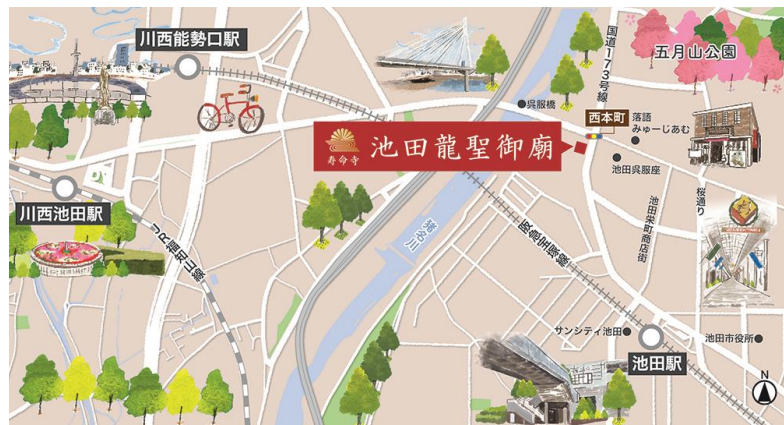 川西能勢口駅
国道173号線
五月山公園
呉服橋
西本町
落語
みゅーじあむ
寿命寺
池田龍聖御廟
池田呉服座
川西池田駅
JR福知山線
猪名川
阪急宝塚線
池田栄町商店街
桜通り
サンシティ池田
池田駅
池田市役所
N